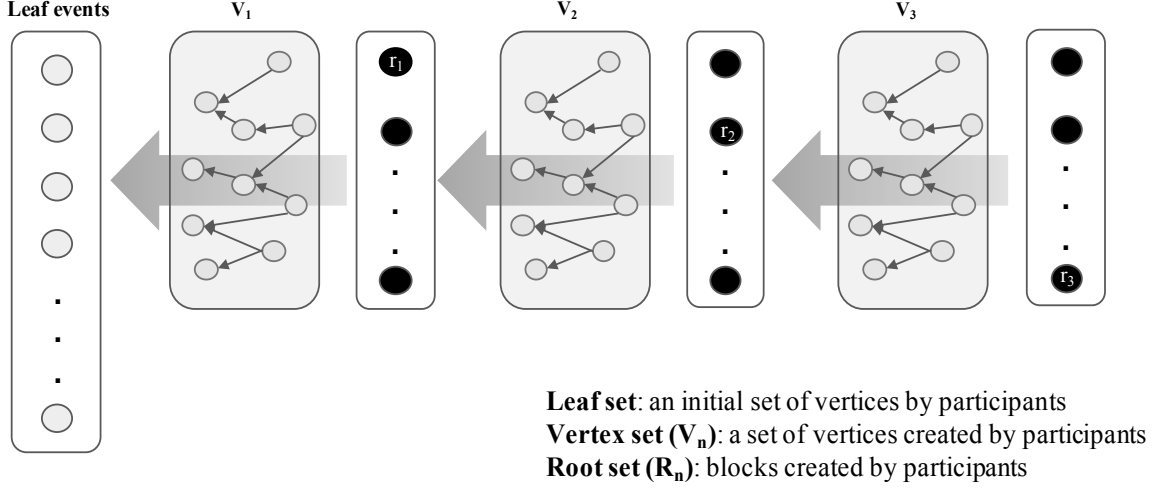 Leaf events
V1
V2
V3
r1
r2
r3
Leaf set: an initial set of vertices by participants
Vertex set (Vn): a set of vertices created by participants
Root set (Rn): blocks created by participants